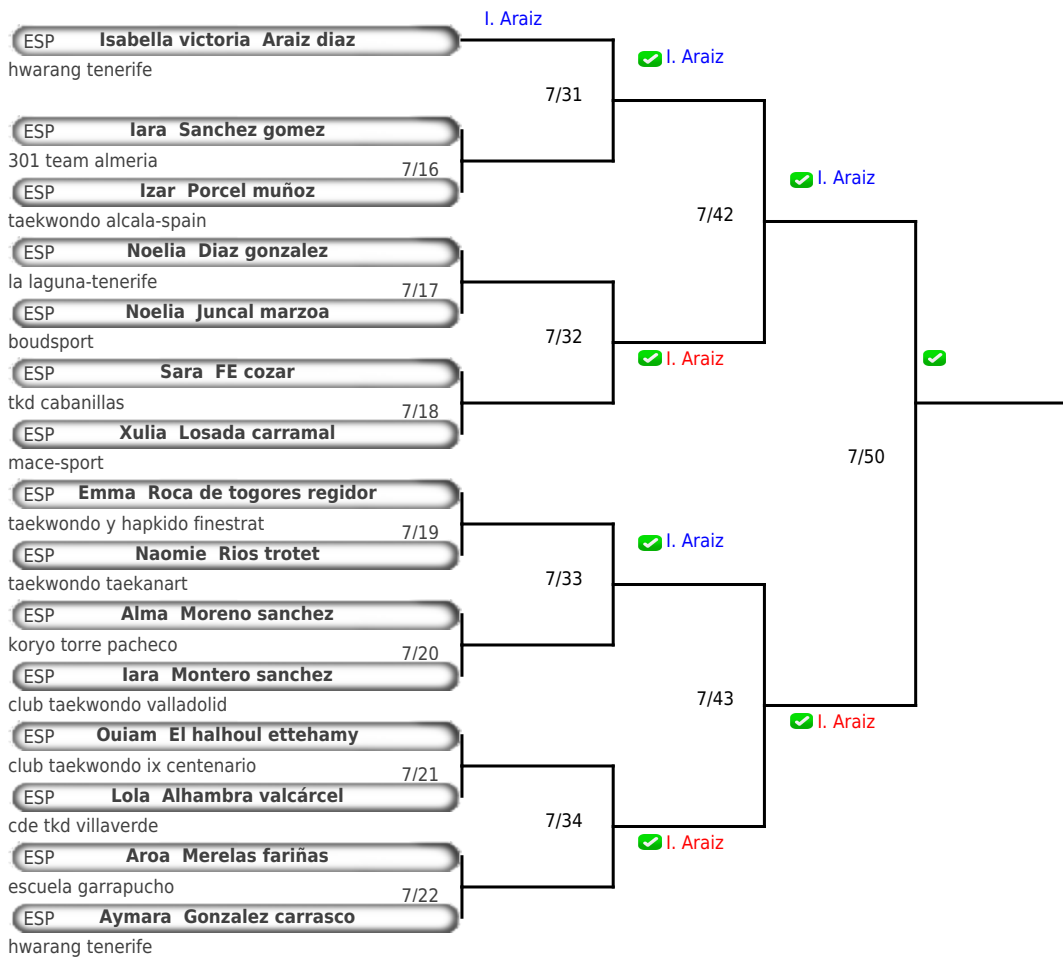 I. Araiz
ESP Isabella victoria Araiz diaz
hwarang tenerife
I. Araiz
7/31
ESP Iara Sanchez gomez
301 team almeria
7/16
ESP Izar Porcel muñoz
taekwondo alcala-spain
I. Araiz
7/42
ESP Noelia Diaz gonzalez
la laguna-tenerife
7/17
ESP Noelia Juncal marzoa
boudsport
7/32
I. Araiz
ESP Sara FE cozar
tkd cabanillas
7/18
ESP Xulia Losada carramal
mace-sport
7/50
ESP Emma Roca de togores regidor
taekwondo y hapkido finestrat
7/19
ESP Naomie Rios trotet
taekwondo taekanart
I. Araiz
7/33
ESP Alma Moreno sanchez
koryo torre pacheco
7/20
ESP Iara Montero sanchez
club taekwondo valladolid
7/43
I. Araiz
ESP Ouiam El halhoul ettehamy
club taekwondo ix centenario
7/21
ESP Lola Alhambra valcárcel
cde tkd villaverde
7/34
I. Araiz
ESP Aroa Merelas fariñas
escuela garrapucho
7/22
ESP Aymara Gonzalez carrasco
hwarang tenerife